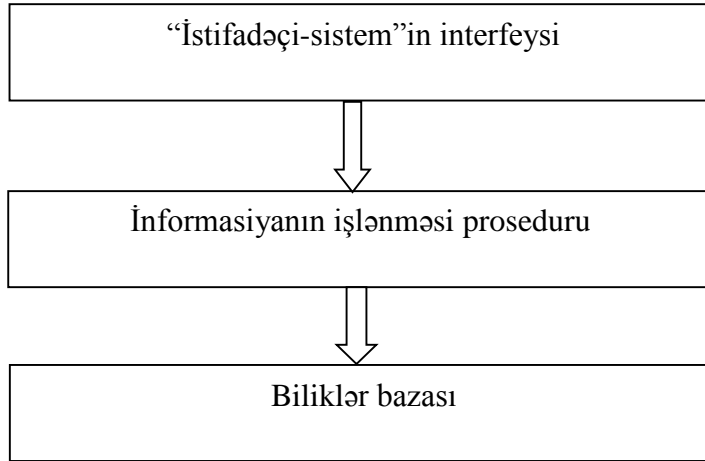 “İstifadəçi-sistem”in interfeysi
İnformasiyanın işlənməsi proseduru
Biliklər bazası